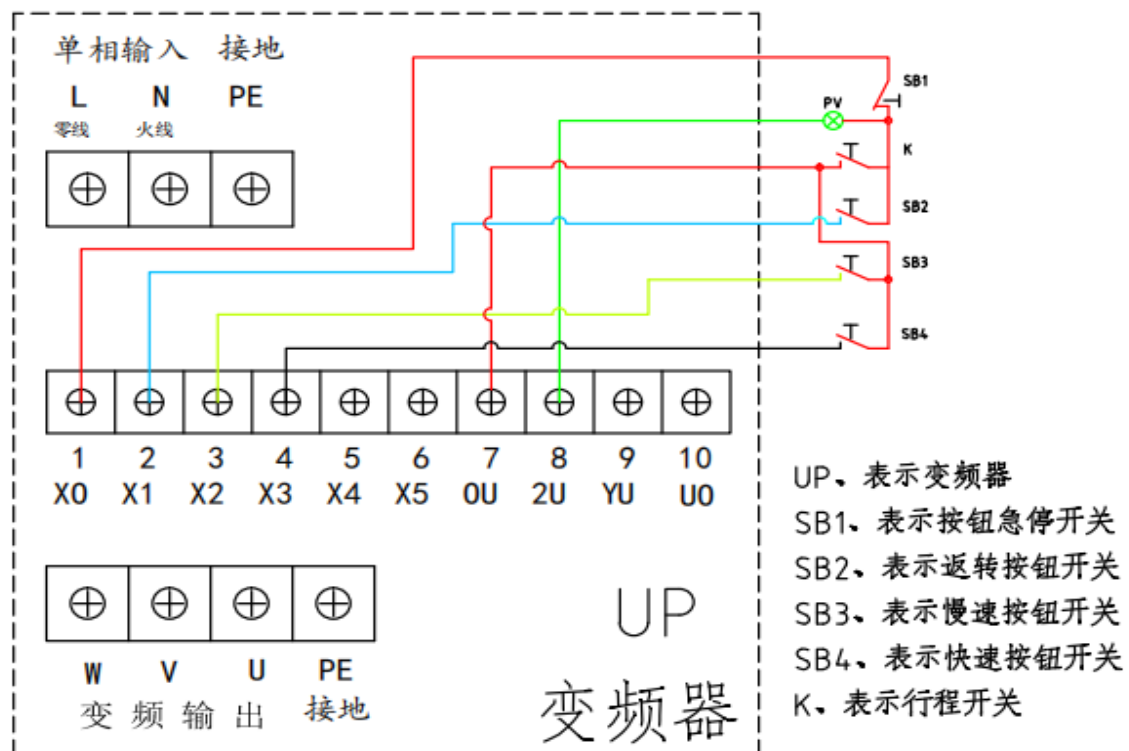 单相输入 接地
L N PE
零线 火线
SB1
PV
K
SB2
SB3
SB4
1 2 3 4 5 6 7 8 9 10
X0 X1 X2 X3 X4 X5 0U 2U YU U0
W V U PE
变频输出 接地
UP
变频器
UP、表示变频器
SB1、表示按钮急停开关
SB2、表示返转按钮开关
SB3、表示慢速按钮开关
SB4、表示快速按钮开关
K、表示行程开关